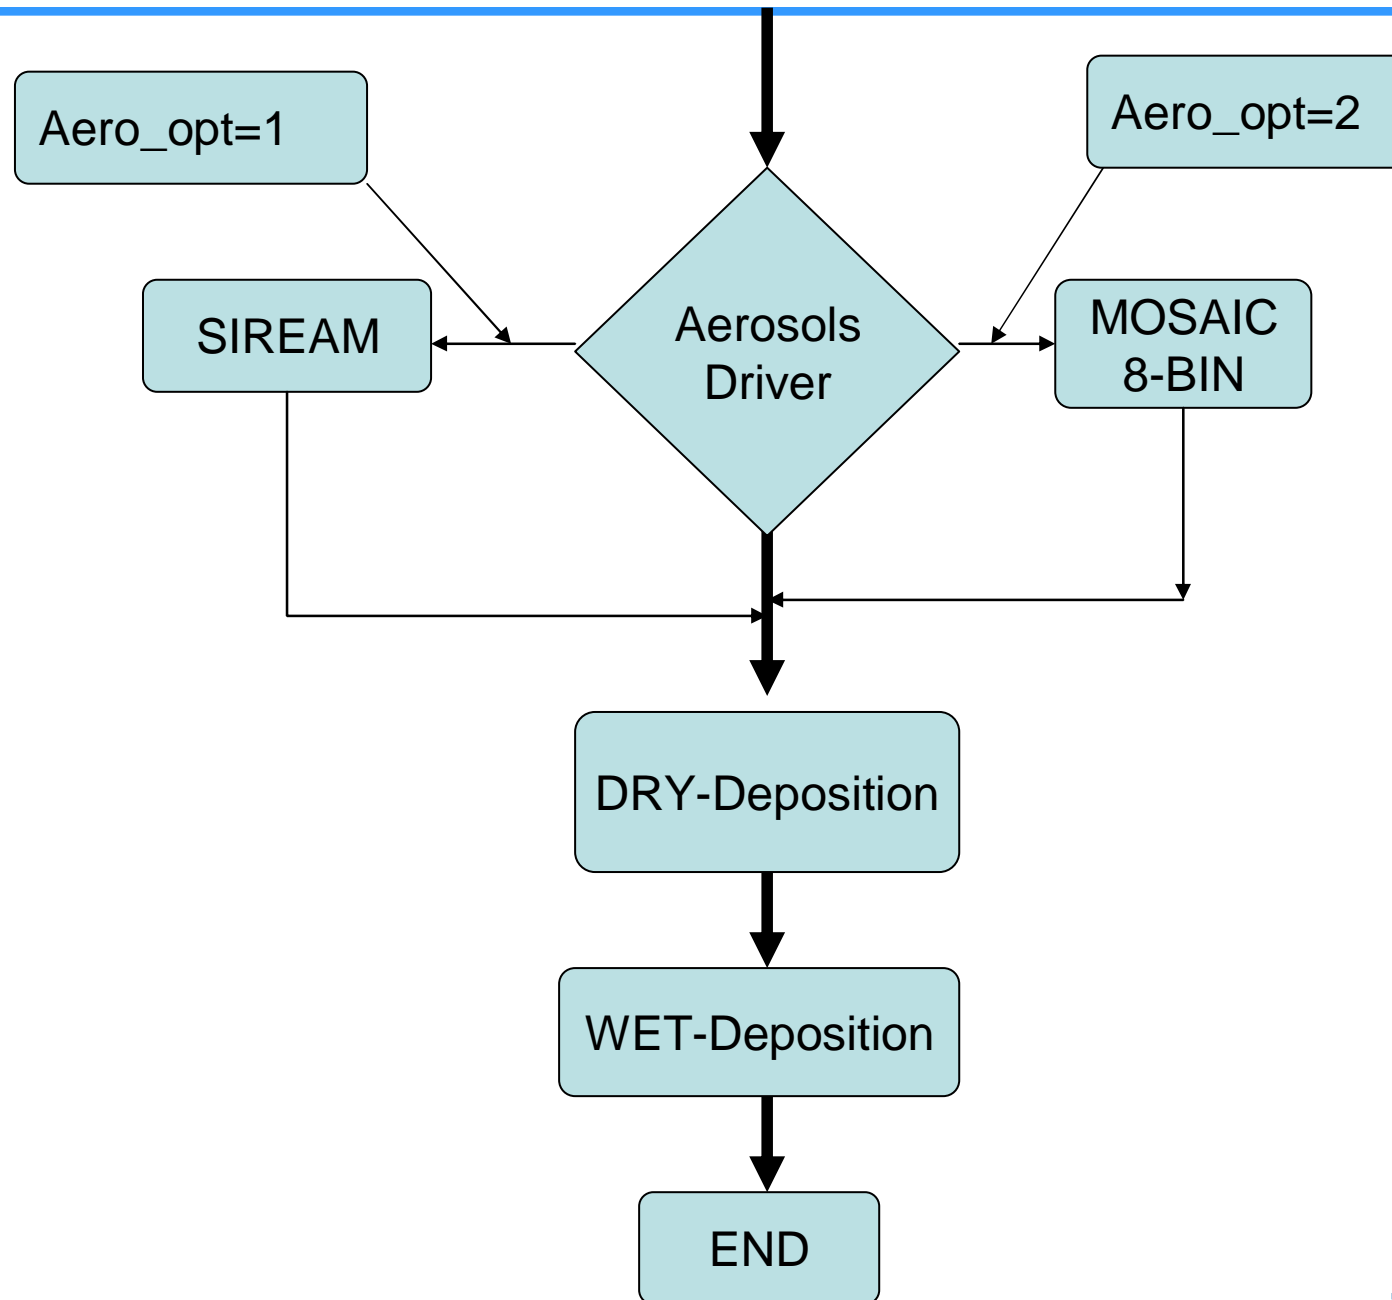 Aero_opt=1
Aero_opt=2
SIREAM
Aerosols
Driver
MOSAIC
8-BIN
DRY-Deposition
WET-Deposition
END